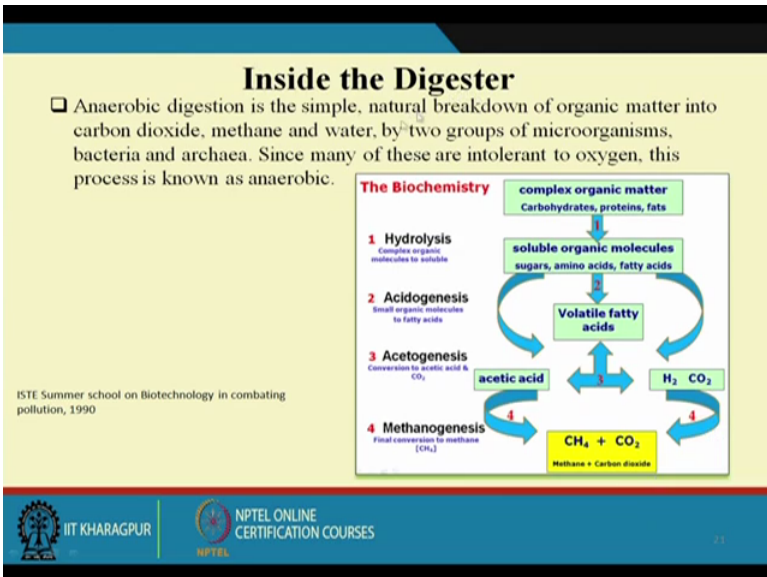 Inside the Digester
❑ Anaerobic digestion is the simple, natural breakdown of organic matter into
carbon dioxide, methane and water, by two groups of microorganisms,
bacteria and archaea. Since many of these are intolerant to oxygen, this
process is known as anaerobic.
The Biochemistry
complex organic matter
Carbohydrates, proteins, fats
1
1 Hydrolysis
Complex organic
molecules to soluble
soluble organic molecules
sugars, amino acids, fatty acids
2
2 Acidogenesis
Small organic molecules
to fatty acids
Volatile fatty
acids
3 Acetogenesis
Conversion to acetic acid &
CO₂
acetic acid
3
H₂ CO₂
4
4
4 Methanogenesis
Final conversion to methane
(CH₄)
CH₄ + CO₂
Methane + Carbon dioxide
ISTE Summer school on Biotechnology in combating
pollution, 1990
IIT KHARAGPUR
NPTEL
NPTEL ONLINE
CERTIFICATION COURSES
21